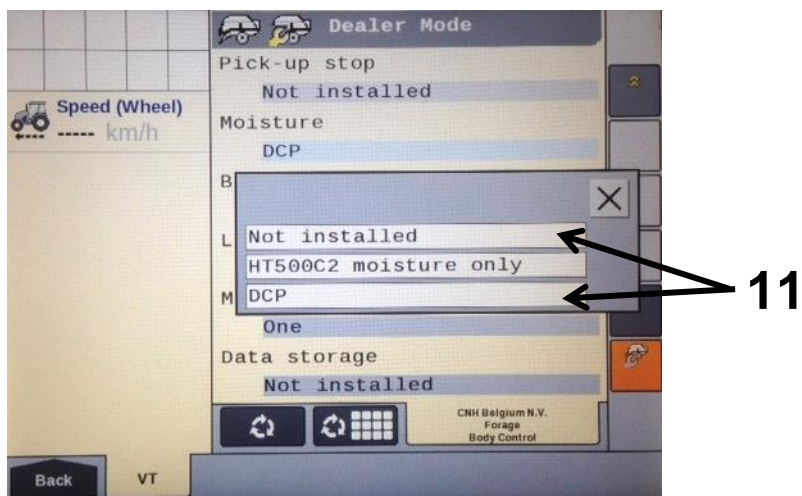 Dealer Mode
Pick-up stop
Not installed
Speed (Wheel)
----- km/h
Moisture
DCP
B
L
Not installed
HT500C2 moisture only
M
DCP
11
One
Data storage
Not installed
CNH Belgium N.V.
Forage
Body Control
Back
VT